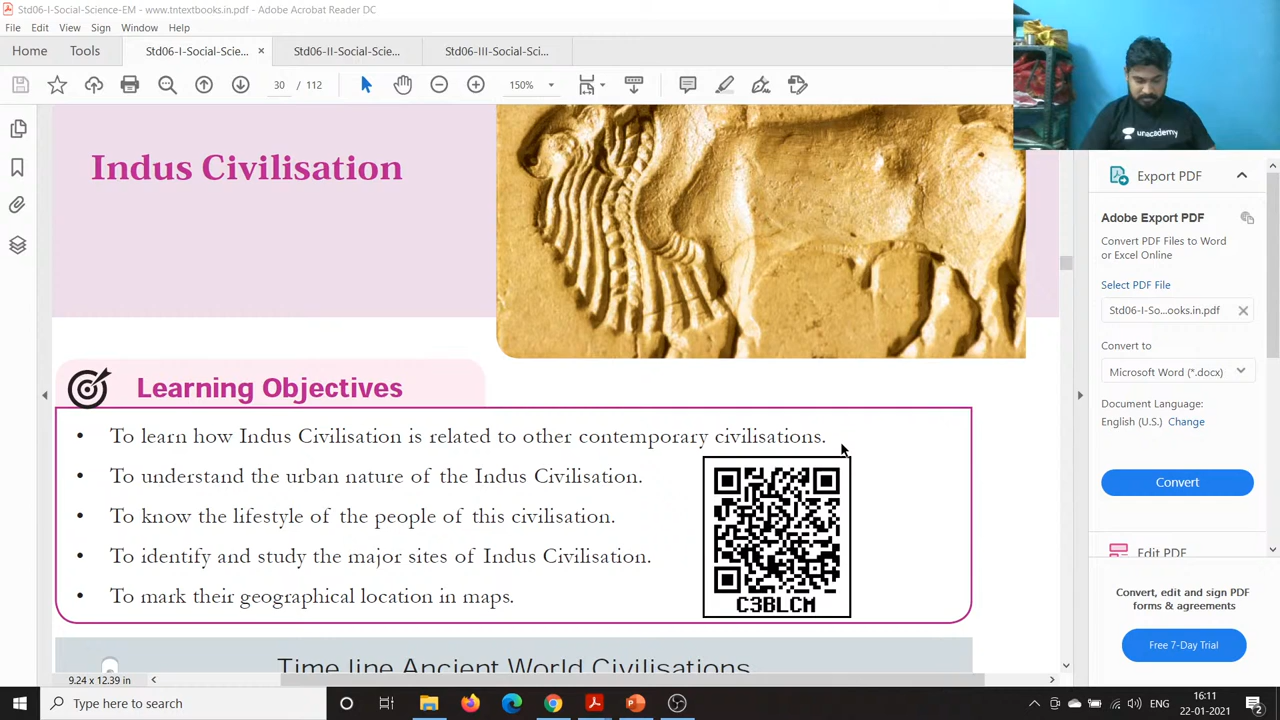 Std06-I-Social-Science-EM - www.tntextbooks.in.pdf - Adobe Acrobat Reader DC
File Edit View Sign Window Help
Home Tools Std06-I-Social-Scie... × Std06-II-Social-Scie... Std06-III-Social-Sci...
30 / 112 150%
unacademy
Indus Civilisation
Export PDF
Adobe Export PDF
Convert PDF Files to Word
or Excel Online
Select PDF File
Std06-I-So...ooks.in.pdf
Convert to
Microsoft Word (*.docx)
Document Language:
English (U.S.) Change
Convert
Edit PDF
Convert, edit and sign PDF
forms & agreements
Free 7-Day Trial
Learning Objectives
• To learn how Indus Civilisation is related to other contemporary civilisations.
• To understand the urban nature of the Indus Civilisation.
• To know the lifestyle of the people of this civilisation.
• To identify and study the major sites of Indus Civilisation.
• To mark their geographical location in maps.
C3BLCM
Time line Ancient World Civilisations
9.24 x 12.39 in
Type here to search
ENG
16:11
22-01-2021
2